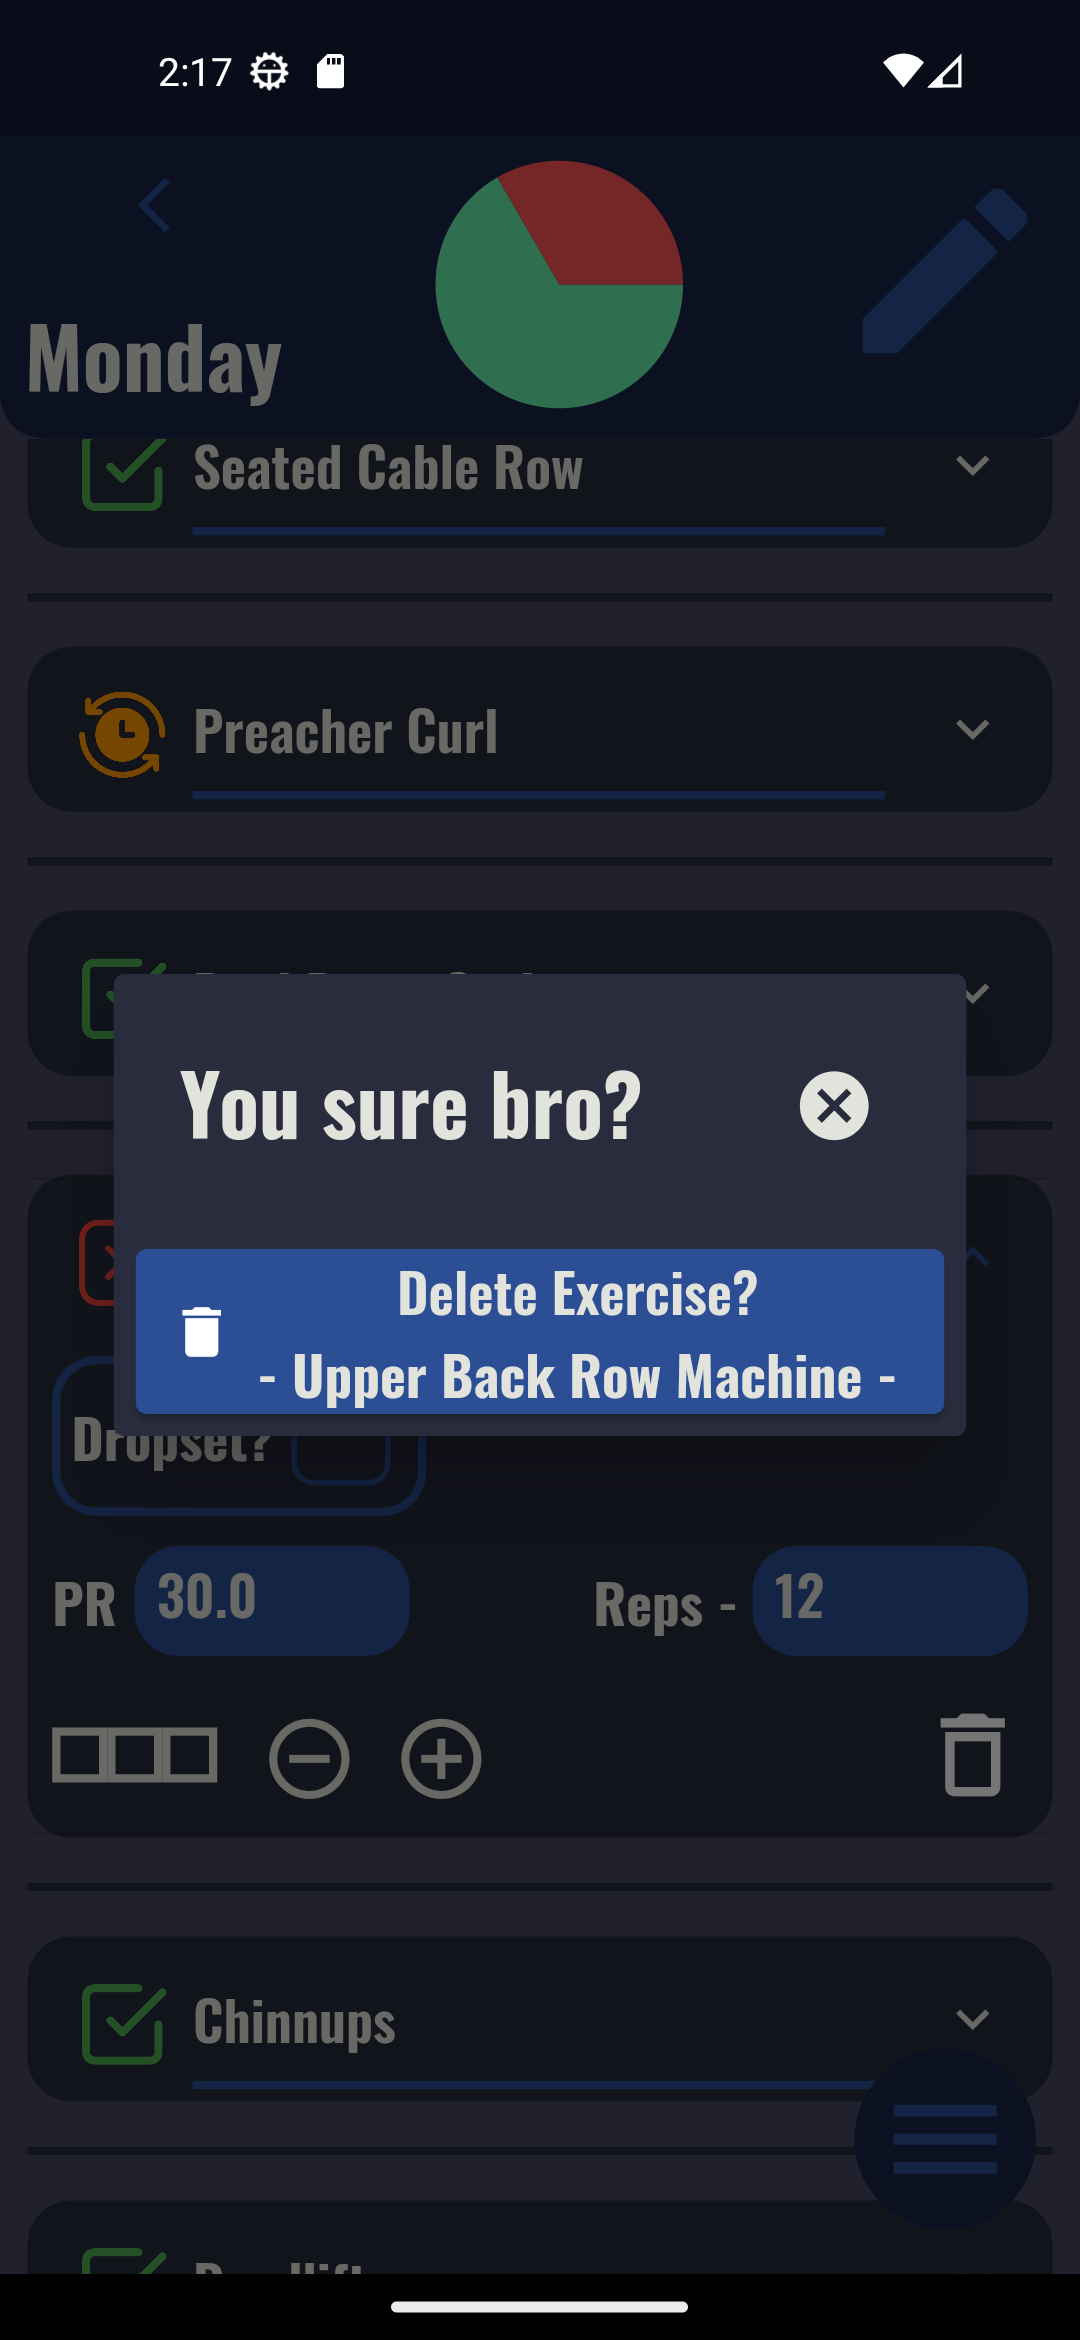 2:17
Monday
Seated Cable Row
Preacher Curl
You sure bro?
Delete Exercise?
- Upper Back Row Machine -
Dropset?
PR 30.0 Reps - 12
Chinnups